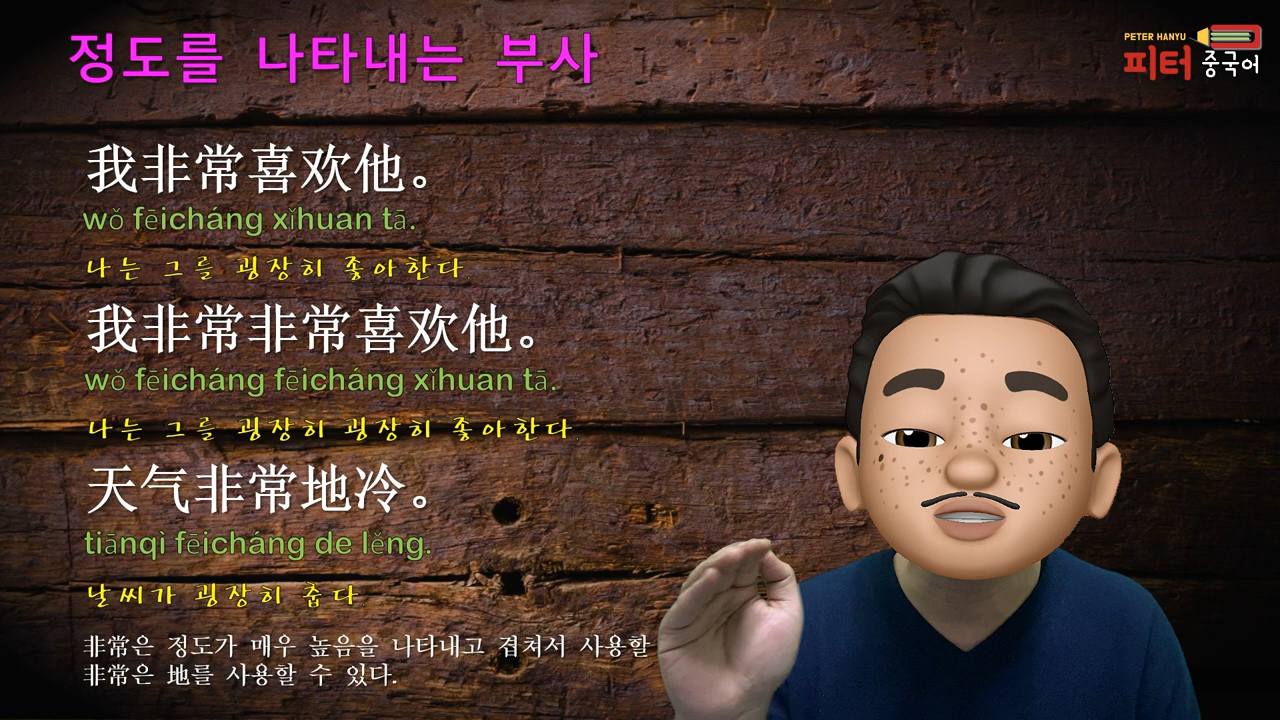 정도를 나타내는 부사
PETER HANYU
피터 중국어
我非常喜欢他。
wǒ fēicháng xǐhuan tā.
나는 그를 굉장히 좋아한다
我非常非常喜欢他。
wǒ fēicháng fēicháng xǐhuan tā.
나는 그를 굉장히 굉장히 좋아한다.
天气非常地冷。
tiānqì fēicháng de lěng.
날씨가 굉장히 춥다
非常은 정도가 매우 높음을 나타내고 겹쳐서 사용할
非常은 地를 사용할 수 있다.